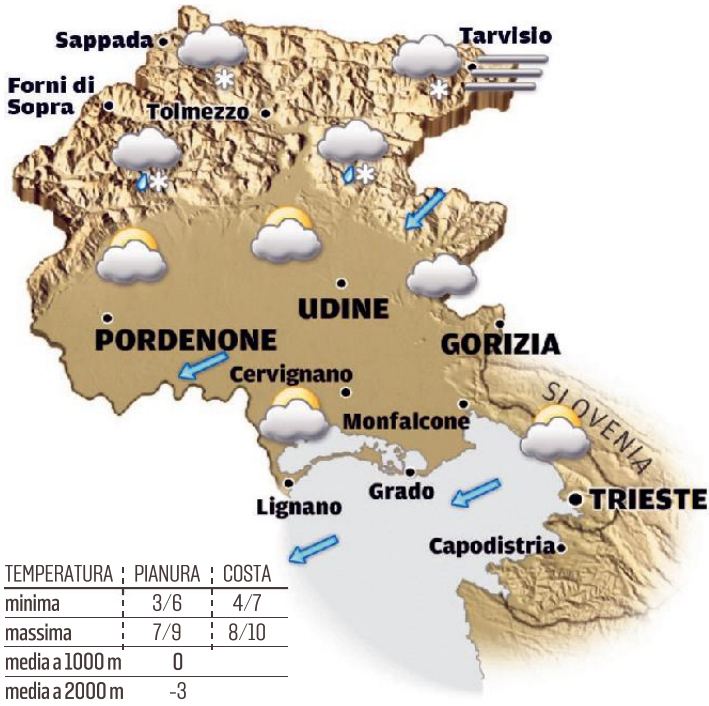 Sappada
Tarvisio
Forni di
Sopra
Tolmezzo
UDINE
PORDENONE
GORIZIA
Cervignano
SLOVENIA
Monfalcone
Grado
TRIESTE
Lignano
Capodistria
TEMPERATURA PIANURA COSTA
minima 3/6 4/7
massima 7/9 8/10
media a 1000 m 0
media a 2000 m -3